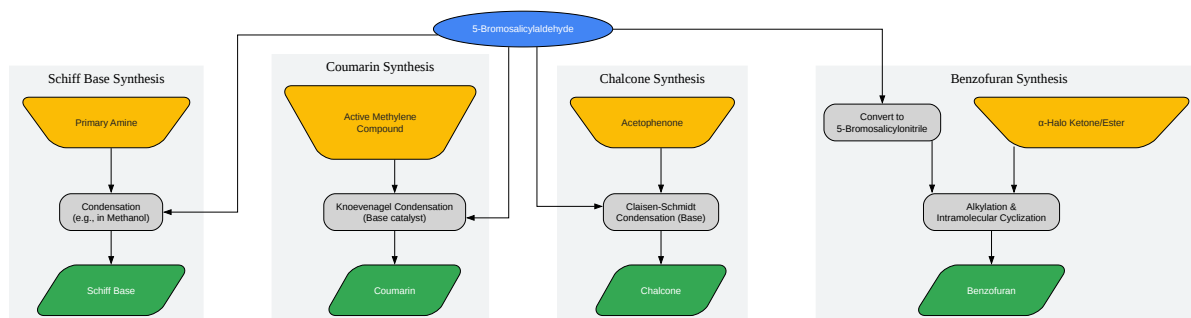 5-Bromosalicylaldehyde
Schiff Base Synthesis
Primary Amine
Condensation
(e.g., in Methanol)
Schiff Base
Coumarin Synthesis
Active Methylene
Compound
Knoevenagel Condensation
(Base catalyst)
Coumarin
Chalcone Synthesis
Acetophenone
Claisen-Schmidt
Condensation (Base)
Chalcone
Benzofuran Synthesis
Convert to
5-Bromosalicylonitrile
α-Halo Ketone/Ester
Alkylation &
Intramolecular Cyclization
Benzofuran